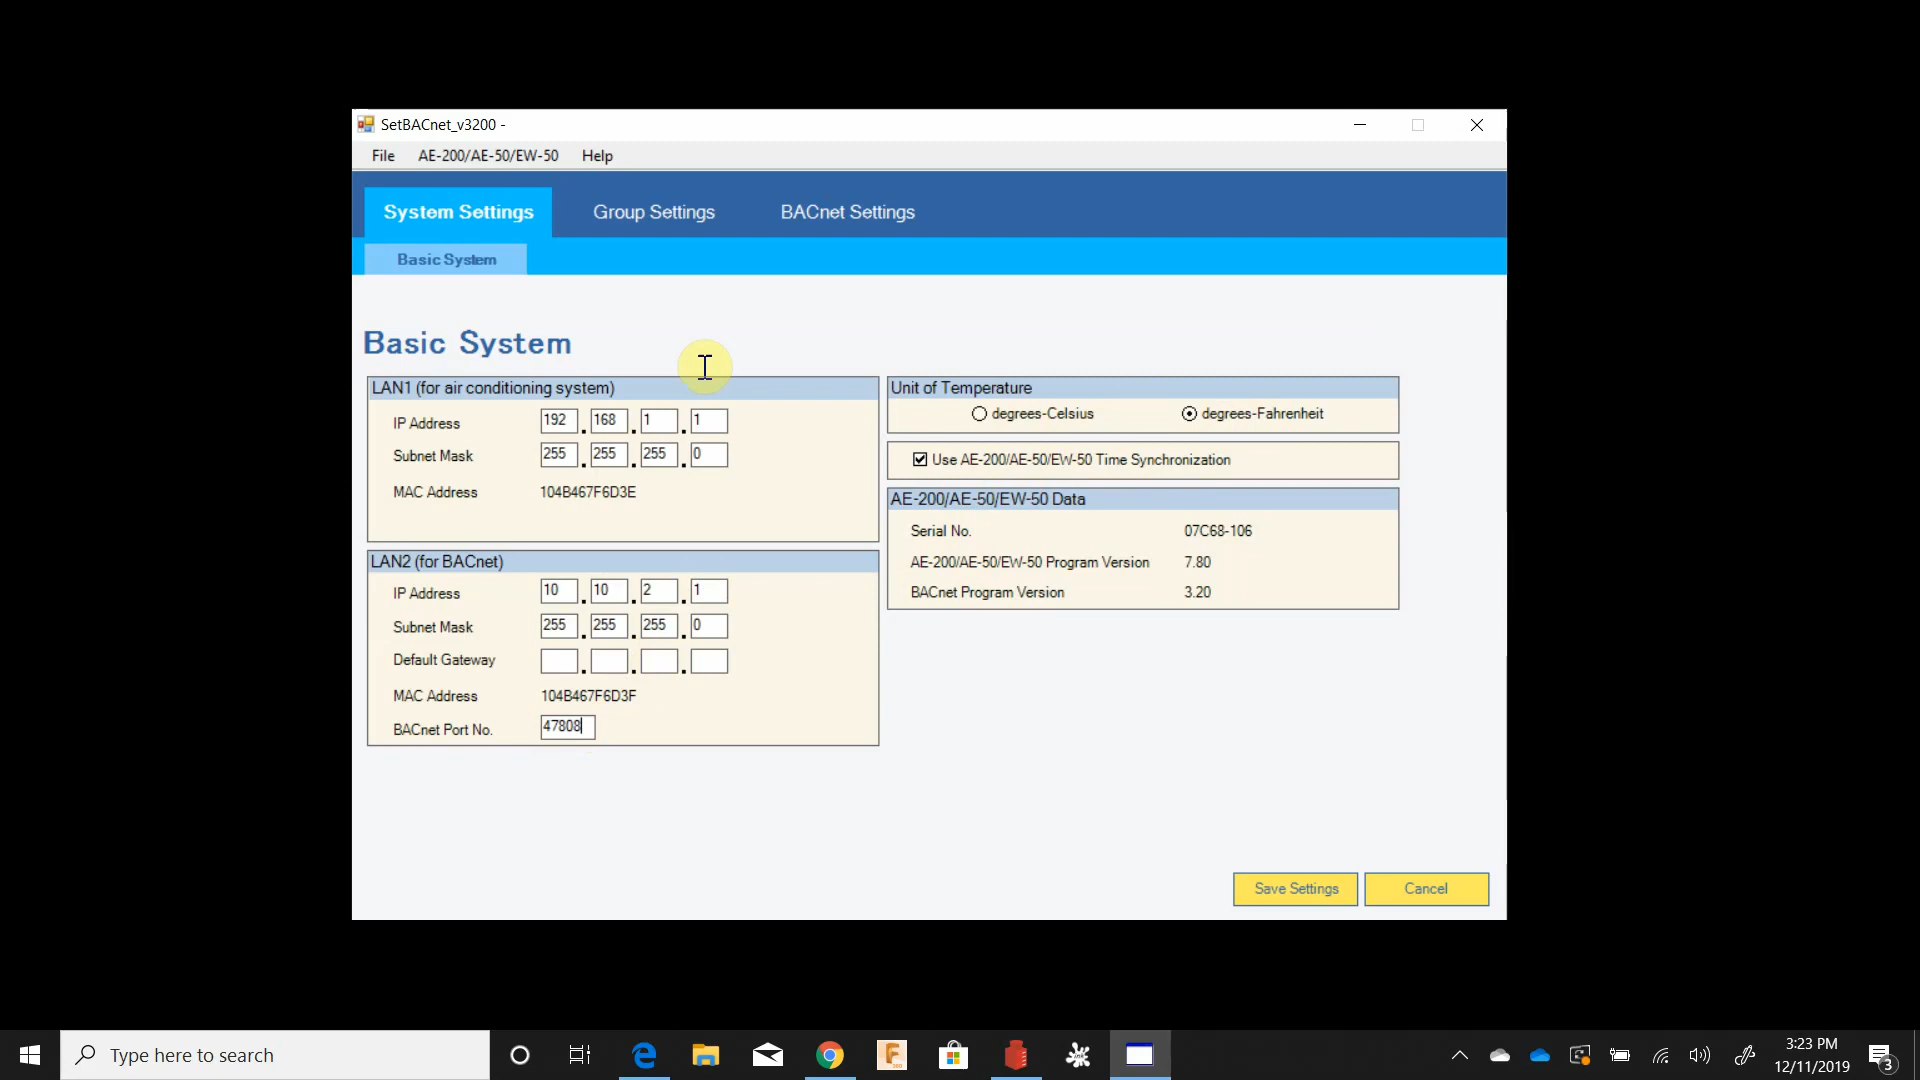 SetBACnet_v3200 -
File AE-200/AE-50/EW-50 Help
System Settings Group Settings BACnet Settings
Basic System
Basic System
LAN1 (for air conditioning system)
IP Address 192 . 168 . 1 . 1
Subnet Mask 255 . 255 . 255 . 0
MAC Address 104B467F6D3E
LAN2 (for BACnet)
IP Address 10 . 10 . 2 . 1
Subnet Mask 255 . 255 . 255 . 0
Default Gateway . . .
MAC Address 104B467F6D3F
BACnet Port No. 47808
Unit of Temperature
degrees-Celsius degrees-Fahrenheit
Use AE-200/AE-50/EW-50 Time Synchronization
AE-200/AE-50/EW-50 Data
Serial No. 07C68-106
AE-200/AE-50/EW-50 Program Version 7.80
BACnet Program Version 3.20
Save Settings Cancel
Type here to search
3:23 PM
12/11/2019
3